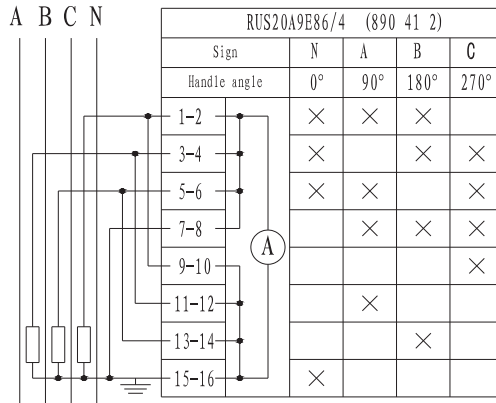 A B C N
RUS20A9E86/4 (890 41 2)
Sign N A B C
Handle angle 0° 90° 180° 270°
1-2 × × ×
3-4 × × ×
5-6 × × ×
7-8 × × ×
A
9-10 ×
11-12 ×
13-14 ×
15-16 ×